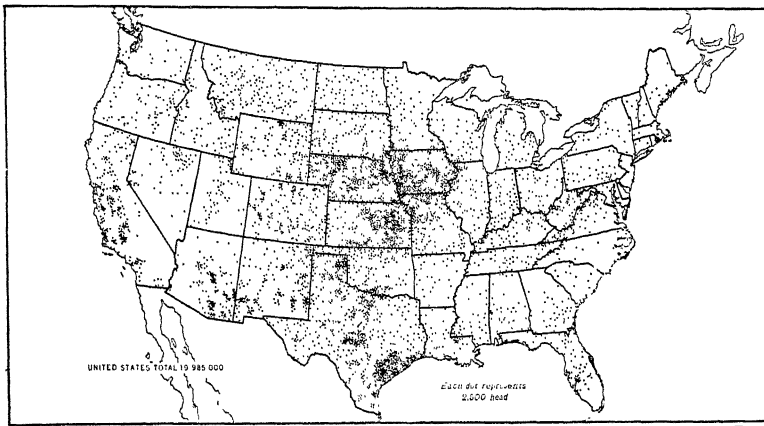 UNITED STATES TOTAL 19 985 000
Each dot represents
2,000 head